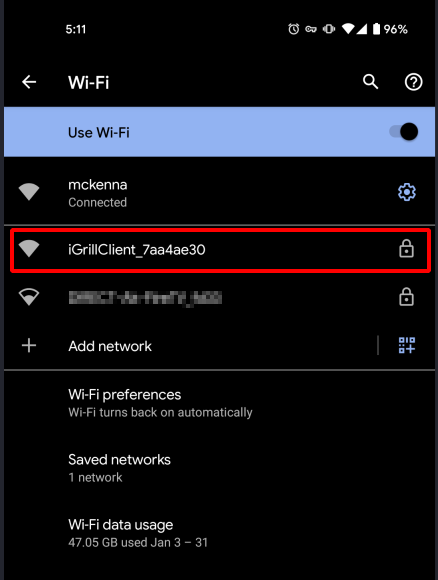 5:11
96%
Wi-Fi
Use Wi-Fi
mckenna
Connected
iGrillClient_7aa4ae30
Add network
Wi-Fi preferences
Wi-Fi turns back on automatically
Saved networks
1 network
Wi-Fi data usage
47.05 GB used Jan 3 – 31